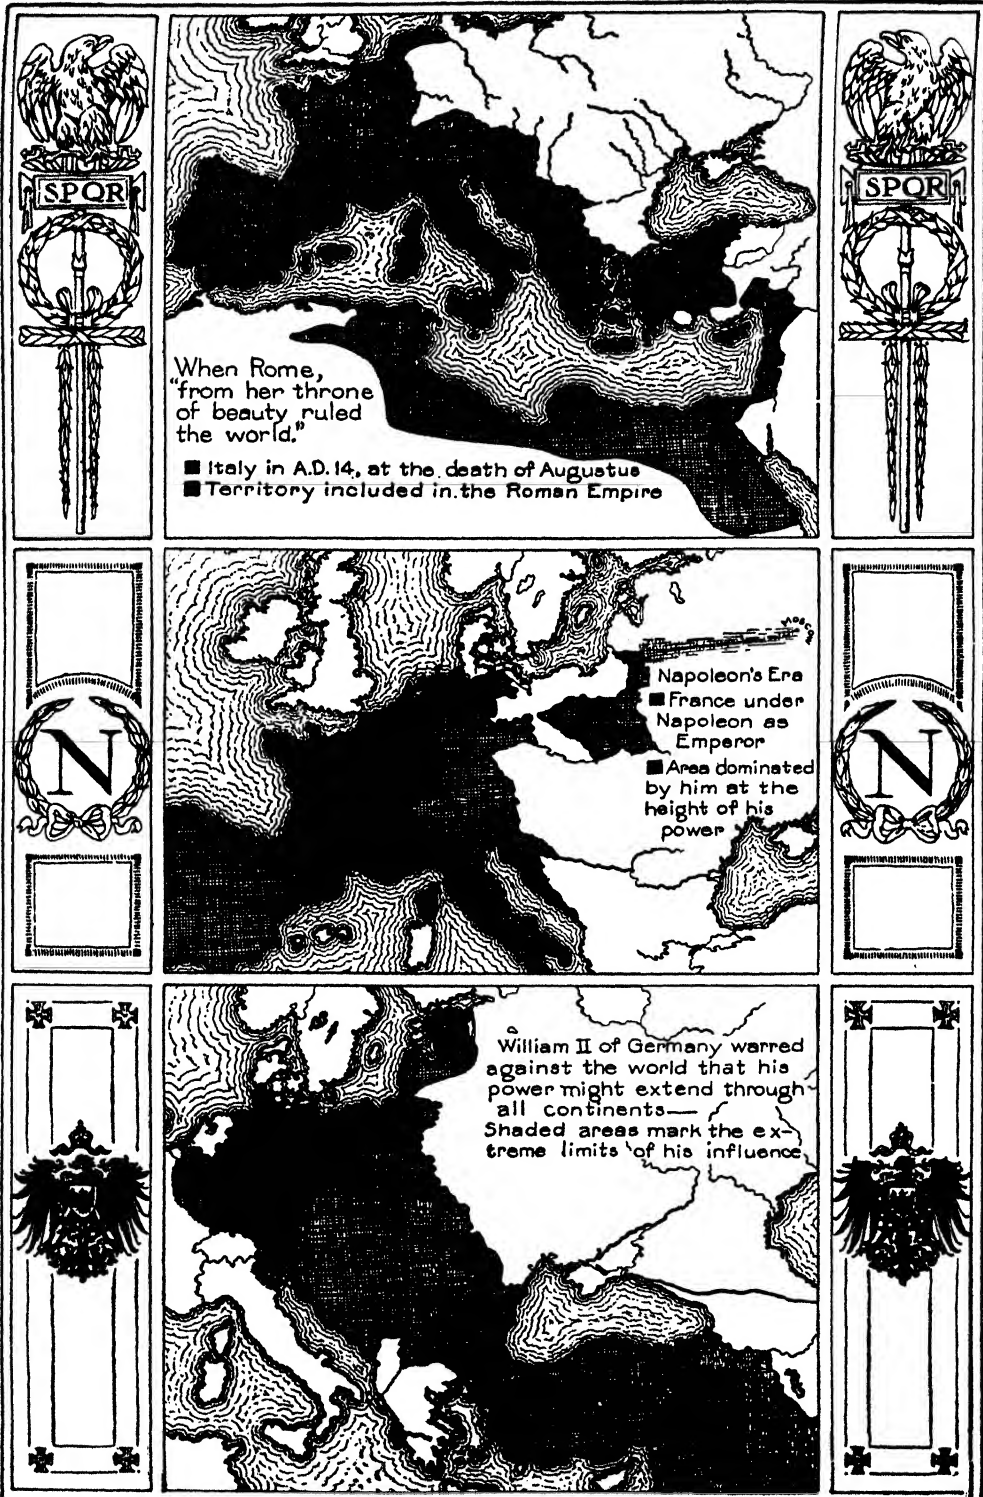 SPQR
SPQR
When Rome,
"from her throne
of beauty ruled
the world."
Italy in A.D. 14, at the death of Augustus
Territory included in the Roman Empire
MOSCOW
Napoleon's Era
France under
Napoleon as
Emperor
Area dominated
by him at the
height of his
power
N
N
William II of Germany warred
against the world that his
power might extend through
all continents—
Shaded areas mark the ex-
treme limits of his influence